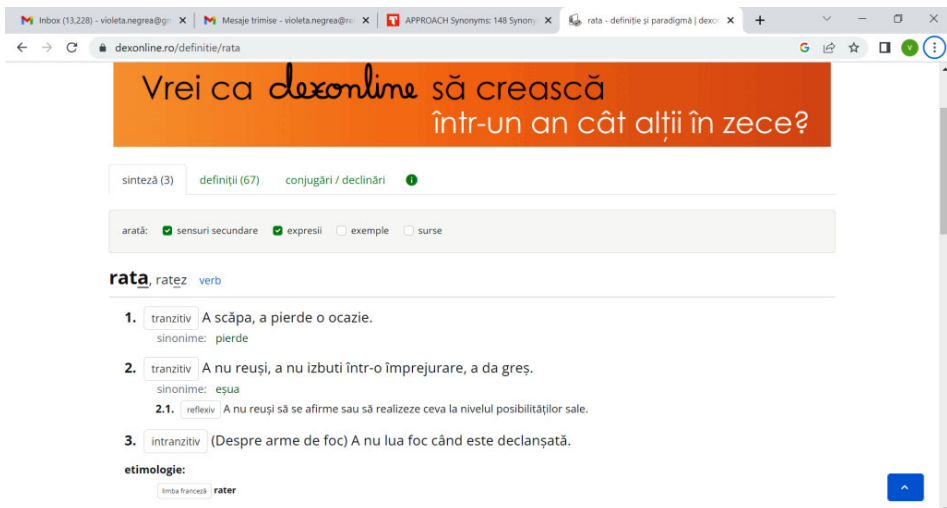 Inbox (13,228) - violeta.negrea@gm
Mesaje trimise - violeta.negrea@re
APPROACH Synonyms: 148 Synony
rata - definiție și paradigmă | dexon
dexonline.ro/definitie/rata
Vrei ca dexonline să crească
într-un an cât alții în zece?
sinteză (3) definiții (67) conjugări / declinări
arată: sensuri secundare expresii exemple surse
rata, ratez verb
1. tranzitiv A scăpa, a pierde o ocazie.
sinonime: pierde
2. tranzitiv A nu reuși, a nu izbuti într-o împrejurare, a da greș.
sinonime: eșua
2.1. reflexiv A nu reuși să se afirme sau să realizeze ceva la nivelul posibilităților sale.
3. intranzitiv (Despre arme de foc) A nu lua foc când este declanșată.
etimologie:
limba franceză rater